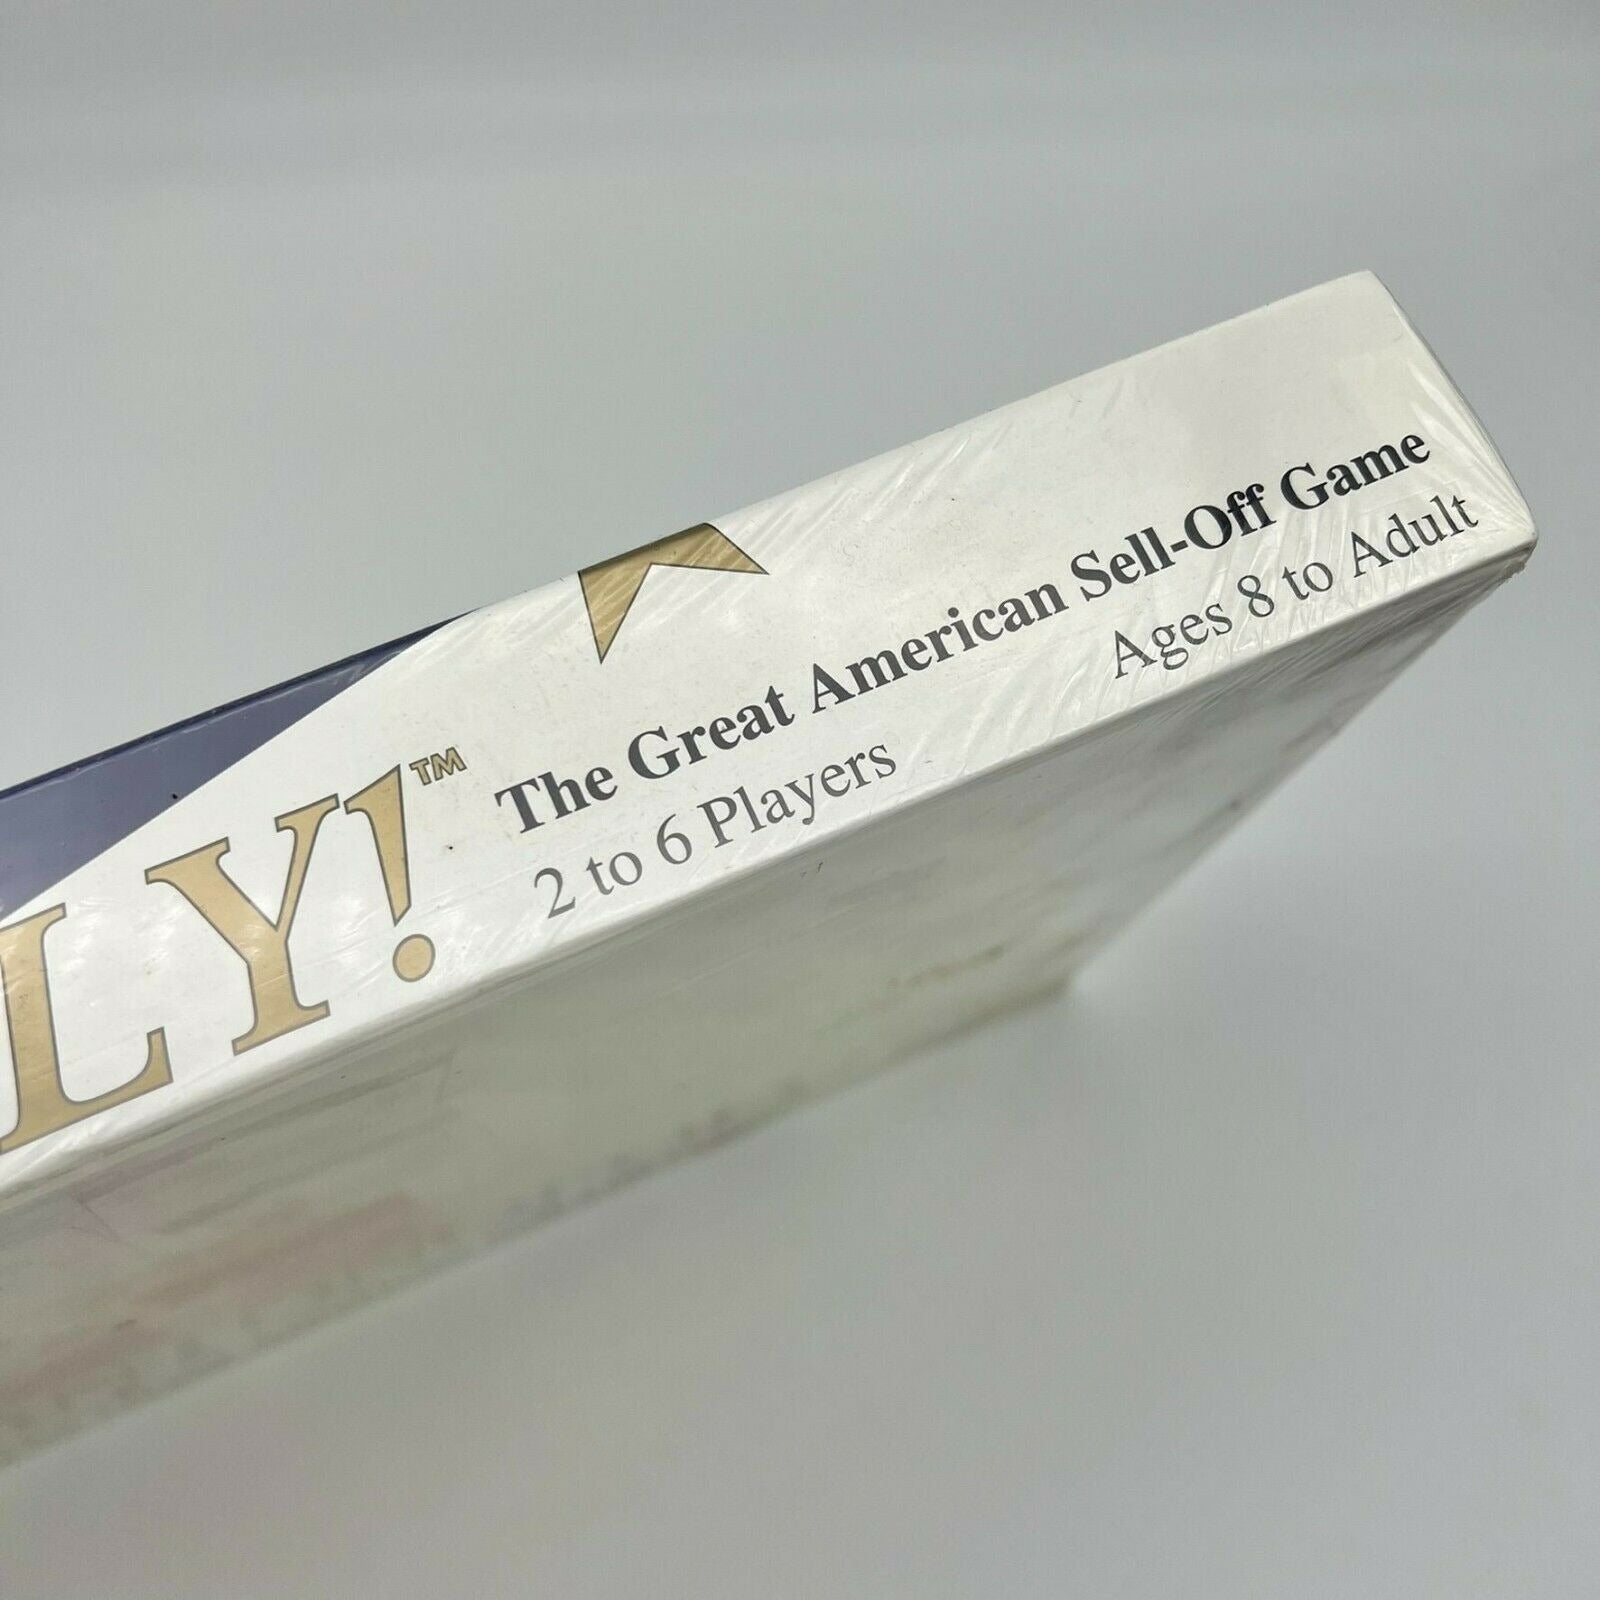 LY!™
The Great American Sell-Off Game
2 to 6 Players
Ages 8 to Adult